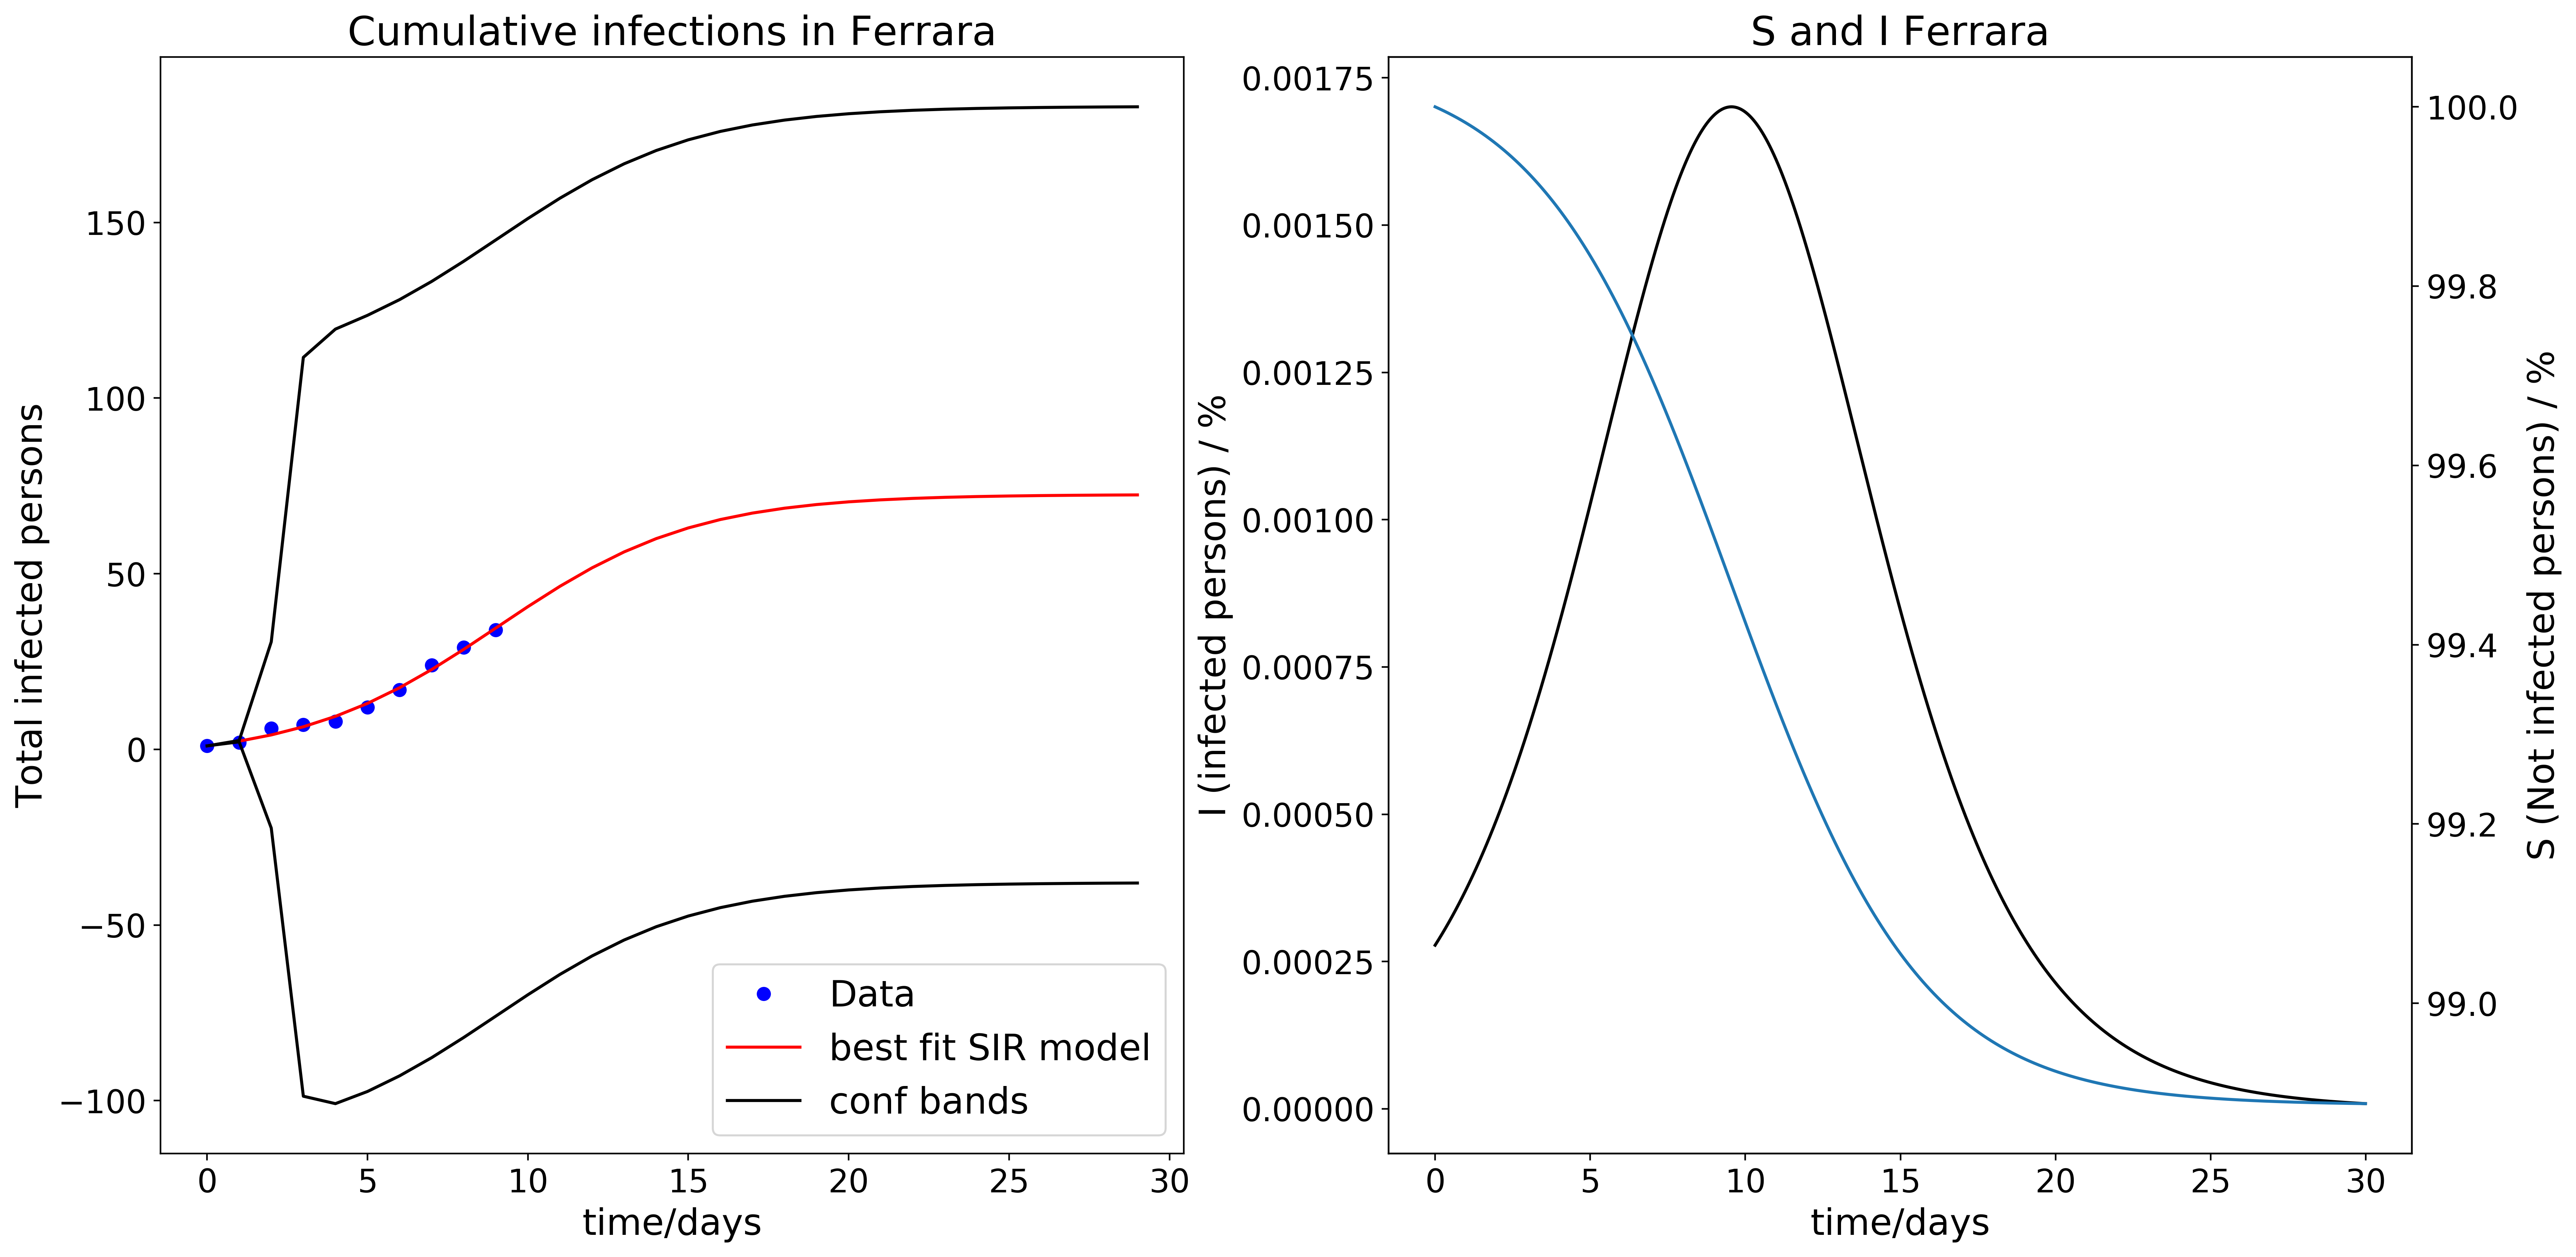 Cumulative infections in Ferrara
Total infected persons
150
100
50
0
−50
−100
0 5 10 15 20 25 30
time/days
Data
best fit SIR model
conf bands
S and I Ferrara
I (infected persons) / %
0.00175
0.00150
0.00125
0.00100
0.00075
0.00050
0.00025
0.00000
0 5 10 15 20 25 30
time/days
100.0
99.8
99.6
99.4
99.2
99.0
S (Not infected persons) / %